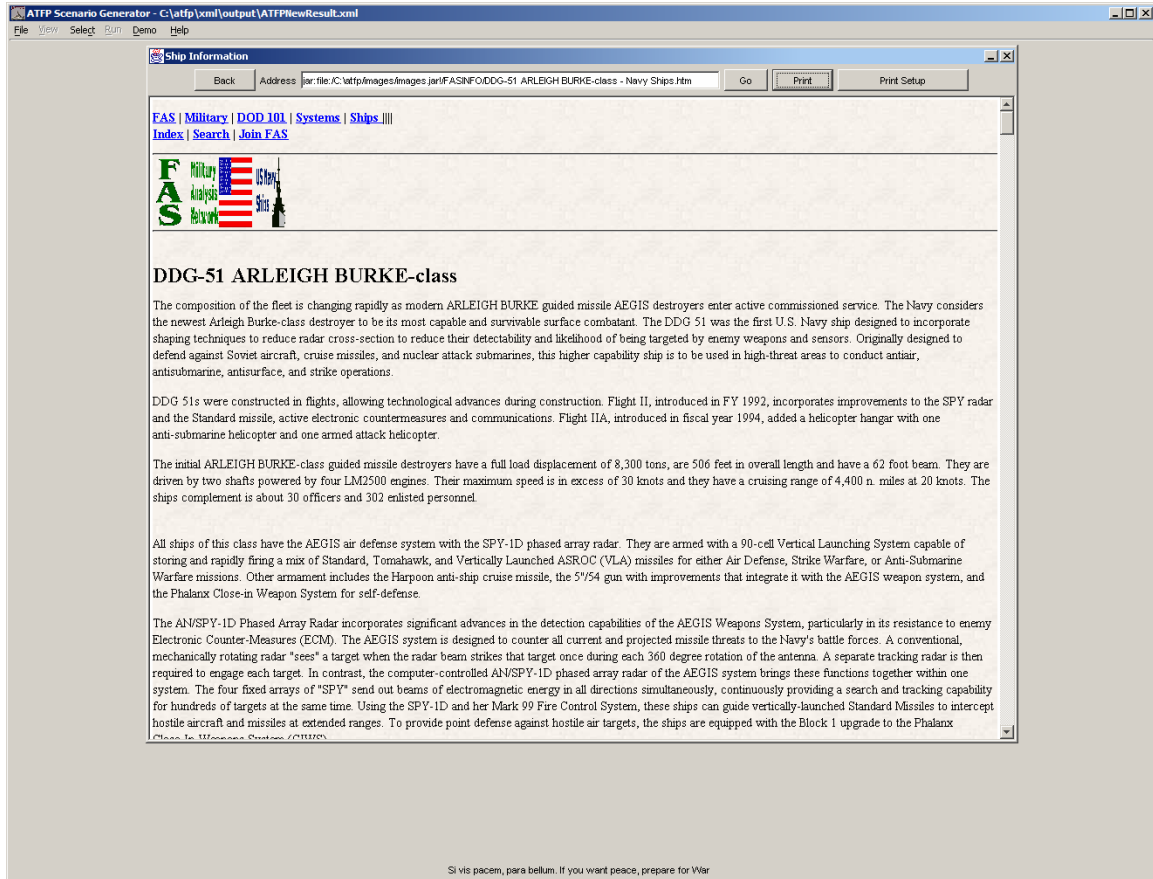 ATFP Scenario Generator - C:\atfp\xml\output\ATFPNewResult.xml
File View Select Run Demo Help
Ship Information
Back Address jar:file:/C:\atfp/images/images.jar!/FASINFO/DDG-51 ARLEIGH BURKE-class - Navy Ships.htm Go Print Print Setup
FAS | Military | DOD 101 | Systems | Ships ||||
Index | Search | Join FAS
FAS
Military
Analysis
Network
US Navy
Ships
DDG-51 ARLEIGH BURKE-class
The composition of the fleet is changing rapidly as modern ARLEIGH BURKE guided missile AEGIS destroyers enter active commissioned service. The Navy considers
the newest Arleigh Burke-class destroyer to be its most capable and survivable surface combatant. The DDG 51 was the first U.S. Navy ship designed to incorporate
shaping techniques to reduce radar cross-section to reduce their detectability and likelihood of being targeted by enemy weapons and sensors. Originally designed to
defend against Soviet aircraft, cruise missiles, and nuclear attack submarines, this higher capability ship is to be used in high-threat areas to conduct antiair,
antisubmarine, antisurface, and strike operations.
DDG 51s were constructed in flights, allowing technological advances during construction. Flight II, introduced in FY 1992, incorporates improvements to the SPY radar
and the Standard missile, active electronic countermeasures and communications. Flight IIA, introduced in fiscal year 1994, added a helicopter hangar with one
anti-submarine helicopter and one armed attack helicopter.
The initial ARLEIGH BURKE-class guided missile destroyers have a full load displacement of 8,300 tons, are 506 feet in overall length and have a 62 foot beam. They are
driven by two shafts powered by four LM2500 engines. Their maximum speed is in excess of 30 knots and they have a cruising range of 4,400 n. miles at 20 knots. The
ships complement is about 30 officers and 302 enlisted personnel.
All ships of this class have the AEGIS air defense system with the SPY-1D phased array radar. They are armed with a 90-cell Vertical Launching System capable of
storing and rapidly firing a mix of Standard, Tomahawk, and Vertically Launched ASROC (VLA) missiles for either Air Defense, Strike Warfare, or Anti-Submarine
Warfare missions. Other armament includes the Harpoon anti-ship cruise missile, the 5"/54 gun with improvements that integrate it with the AEGIS weapon system, and
the Phalanx Close-in Weapon System for self-defense.
The AN/SPY-1D Phased Array Radar incorporates significant advances in the detection capabilities of the AEGIS Weapons System, particularly in its resistance to enemy
Electronic Counter-Measures (ECM). The AEGIS system is designed to counter all current and projected missile threats to the Navy's battle forces. A conventional,
mechanically rotating radar "sees" a target when the radar beam strikes that target once during each 360 degree rotation of the antenna. A separate tracking radar is then
required to engage each target. In contrast, the computer-controlled AN/SPY-1D phased array radar of the AEGIS system brings these functions together within one
system. The four fixed arrays of "SPY" send out beams of electromagnetic energy in all directions simultaneously, continuously providing a search and tracking capability
for hundreds of targets at the same time. Using the SPY-1D and her Mark 99 Fire Control System, these ships can guide vertically-launched Standard Missiles to intercept
hostile aircraft and missiles at extended ranges. To provide point defense against hostile air targets, the ships are equipped with the Block 1 upgrade to the Phalanx
Close-In Weapons System (CIWS).
Si vis pacem, para bellum. If you want peace, prepare for War